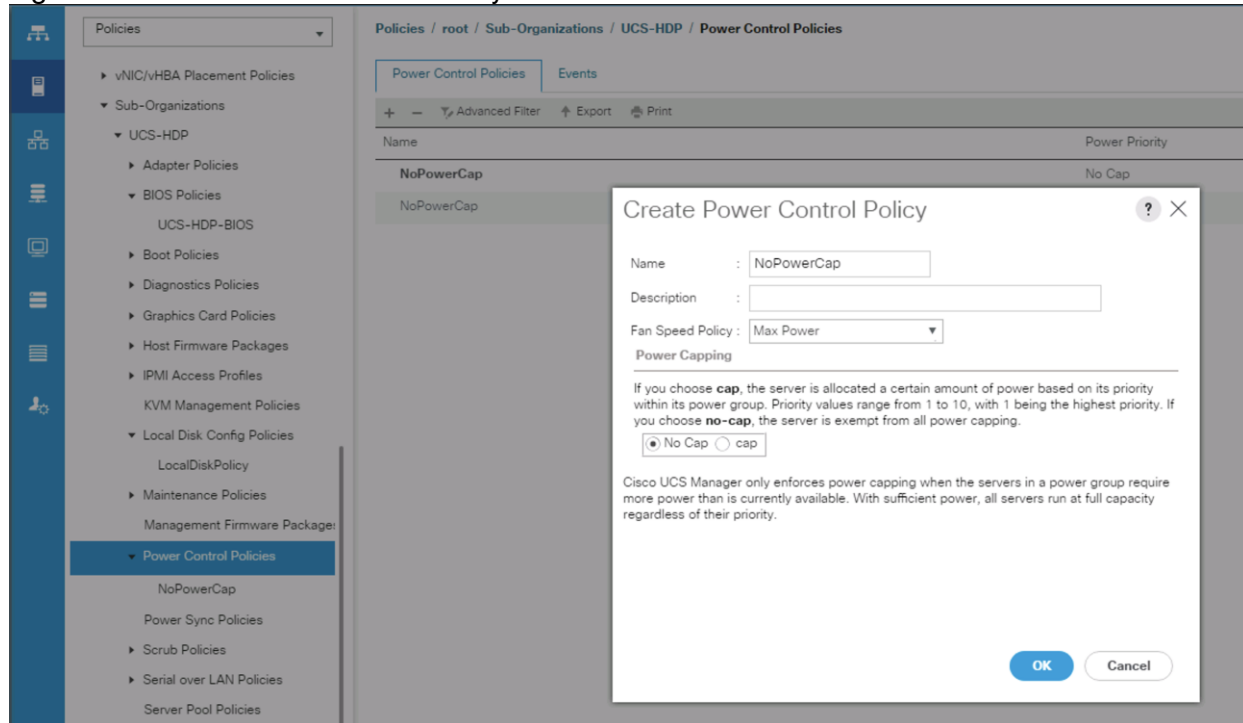 Policies
vNIC/vHBA Placement Policies
Sub-Organizations
UCS-HDP
Adapter Policies
BIOS Policies
UCS-HDP-BIOS
Boot Policies
Diagnostics Policies
Graphics Card Policies
Host Firmware Packages
IPMI Access Profiles
KVM Management Policies
Local Disk Config Policies
LocalDiskPolicy
Maintenance Policies
Management Firmware Package
Power Control Policies
NoPowerCap
Power Sync Policies
Scrub Policies
Serial over LAN Policies
Server Pool Policies
Policies / root / Sub-Organizations / UCS-HDP / Power Control Policies
Power Control Policies Events
+ − Advanced Filter Export Print
Name Power Priority
NoPowerCap No Cap
NoPowerCap
Create Power Control Policy ? ×
Name : NoPowerCap
Description :
Fan Speed Policy : Max Power
Power Capping
If you choose cap, the server is allocated a certain amount of power based on its priority
within its power group. Priority values range from 1 to 10, with 1 being the highest priority. If
you choose no-cap, the server is exempt from all power capping.
No Cap cap
Cisco UCS Manager only enforces power capping when the servers in a power group require
more power than is currently available. With sufficient power, all servers run at full capacity
regardless of their priority.
OK Cancel